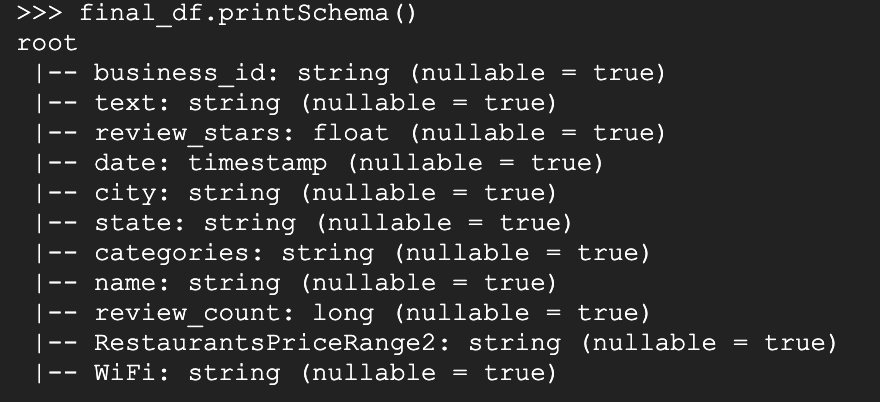 >>> final_df.printSchema()
root
 |-- business_id: string (nullable = true)
 |-- text: string (nullable = true)
 |-- review_stars: float (nullable = true)
 |-- date: timestamp (nullable = true)
 |-- city: string (nullable = true)
 |-- state: string (nullable = true)
 |-- categories: string (nullable = true)
 |-- name: string (nullable = true)
 |-- review_count: long (nullable = true)
 |-- RestaurantsPriceRange2: string (nullable = true)
 |-- WiFi: string (nullable = true)